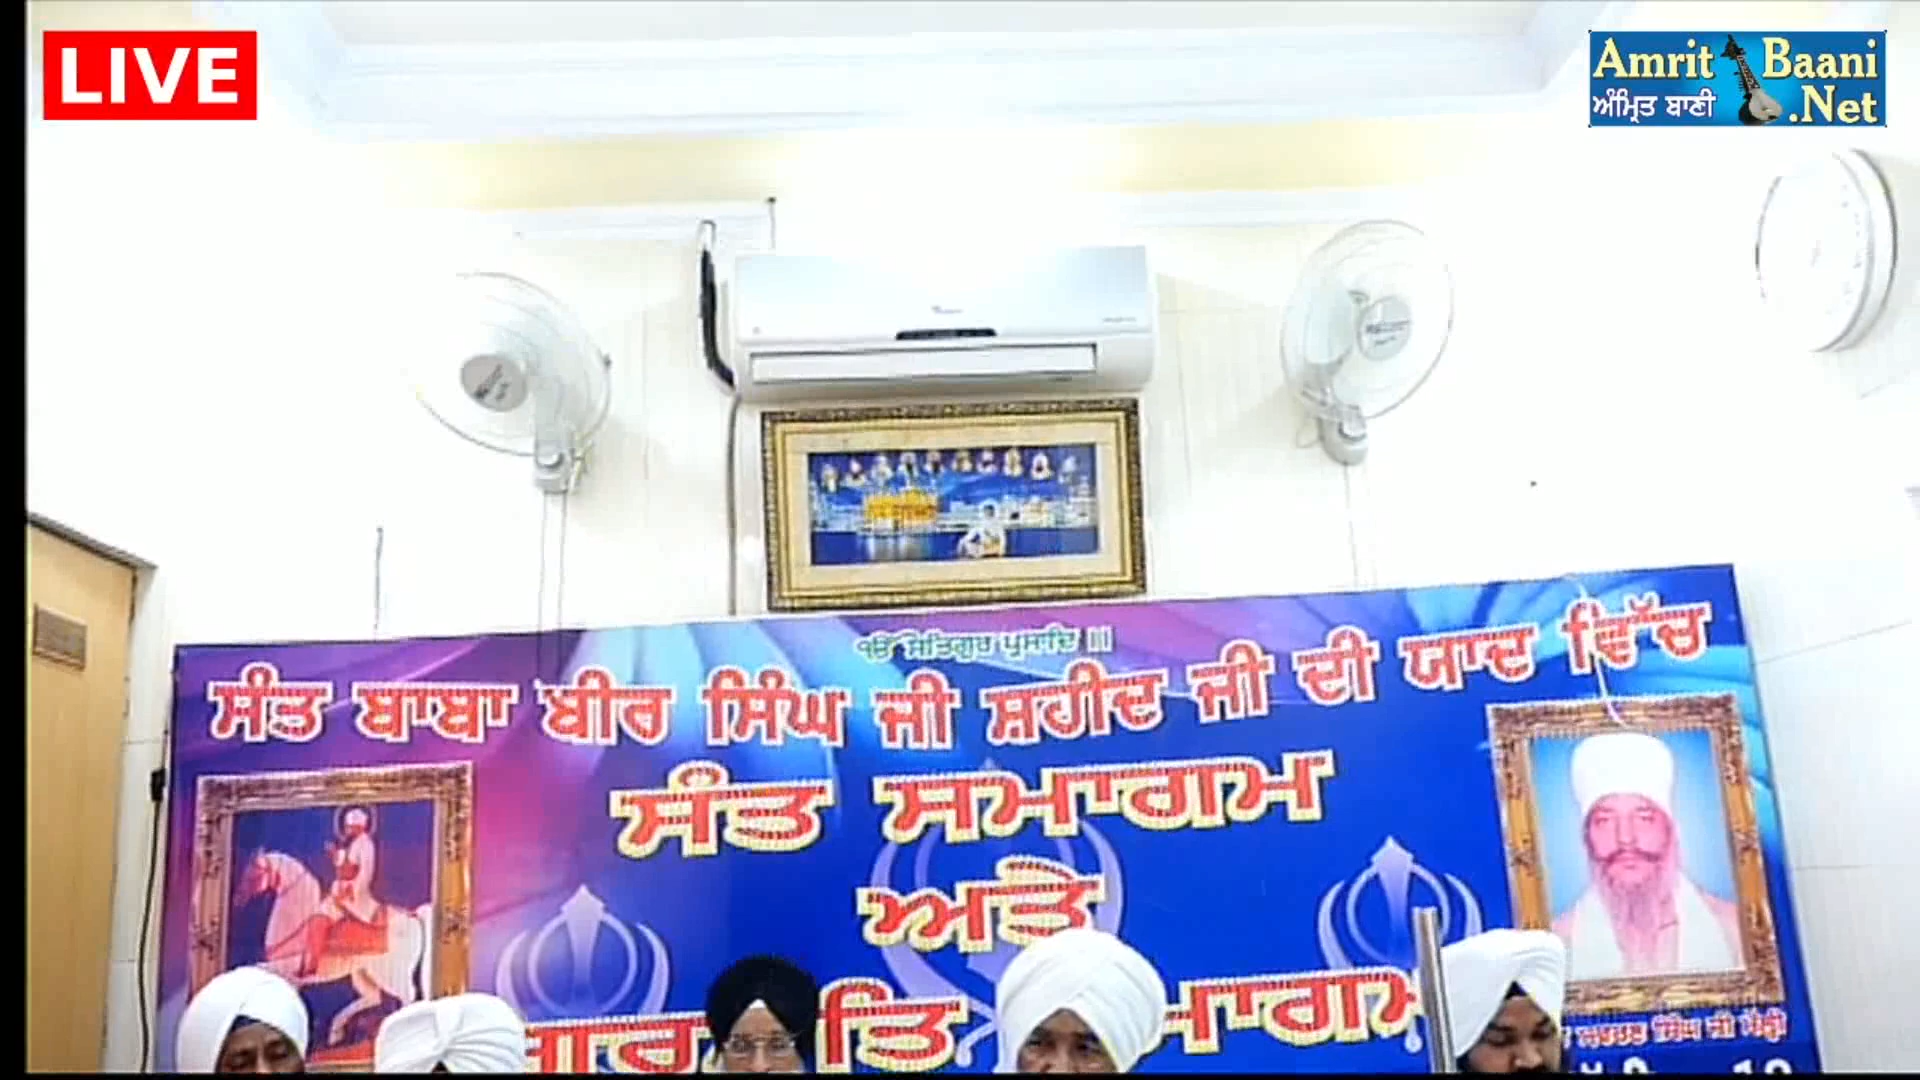 LIVE
Amrit Baani
ਅੰਮ੍ਰਿਤ ਬਾਣੀ .Net
ੴ ਸਤਿਗੁਰ ਪ੍ਰਸਾਦਿ ॥
ਸੰਤ ਬਾਬਾ ਬੀਰ ਸਿੰਘ ਜੀ ਸ਼ਹੀਦ ਜੀ ਦੀ ਯਾਦ ਵਿੱਚ
ਸੰਤ ਸਮਾਗਮ
ਅਤੇ
ਸਿੰਘ ਜੀ